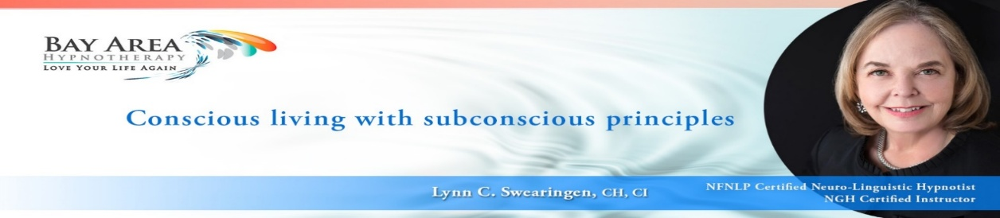 BAY AREA
HYPNOTHERAPY
LOVE YOUR LIFE AGAIN
Conscious living with subconscious principles
Lynn C. Swearingen, CH, CI
NFNLP Certified Neuro-Linguistic Hypnotist
NGH Certified Instructor